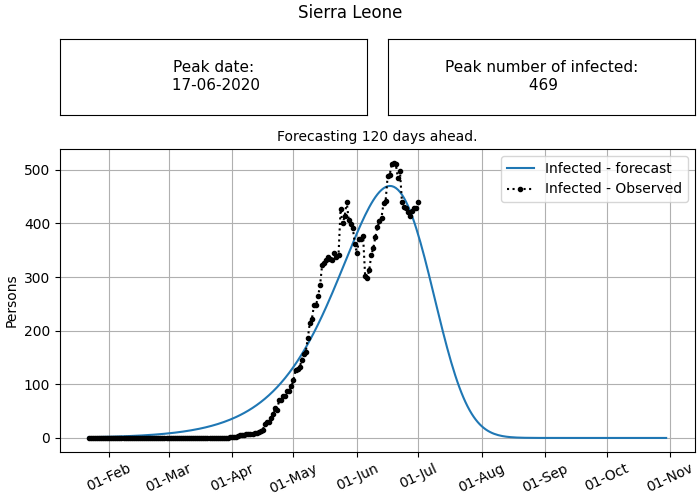 Sierra Leone
Peak date:
17-06-2020
Peak number of infected:
469
Forecasting 120 days ahead.
Infected - forecast
Infected - Observed
Persons
500
400
300
200
100
0
01-Feb
01-Mar
01-Apr
01-May
01-Jun
01-Jul
01-Aug
01-Sep
01-Oct
01-Nov